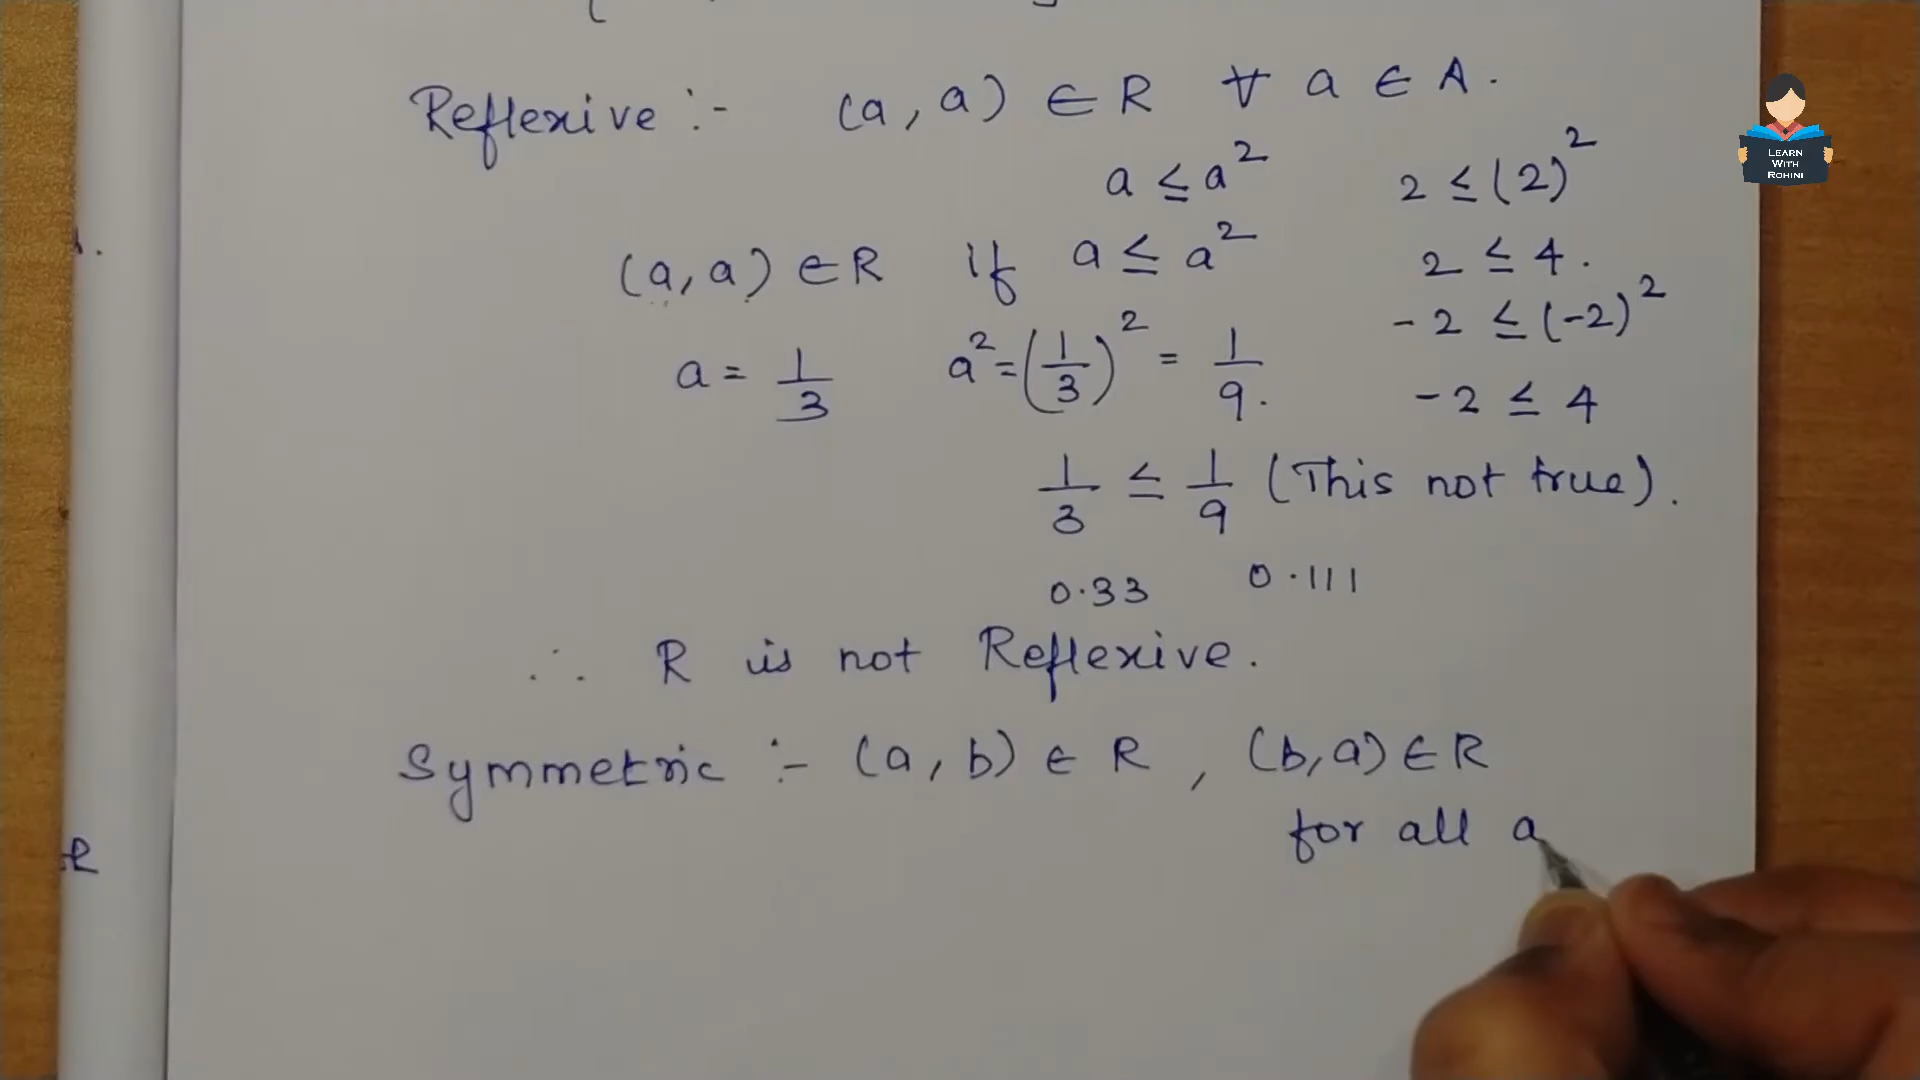 Reflexive :- (a, a) ∈ R ∀ a ∈ A.
a ≤ a²
2 ≤ (2)²
(a, a) ∈ R if a ≤ a²
2 ≤ 4.
-2 ≤ (-2)²
a = 1/3 a² = (1/3)² = 1/9.
-2 ≤ 4
1/3 ≤ 1/9 (This not true).
0.33 0.111
∴ R is not Reflexive.
Symmetric :- (a, b) ∈ R , (b, a) ∈ R
for all a
R
LEARN
WITH
ROHINI